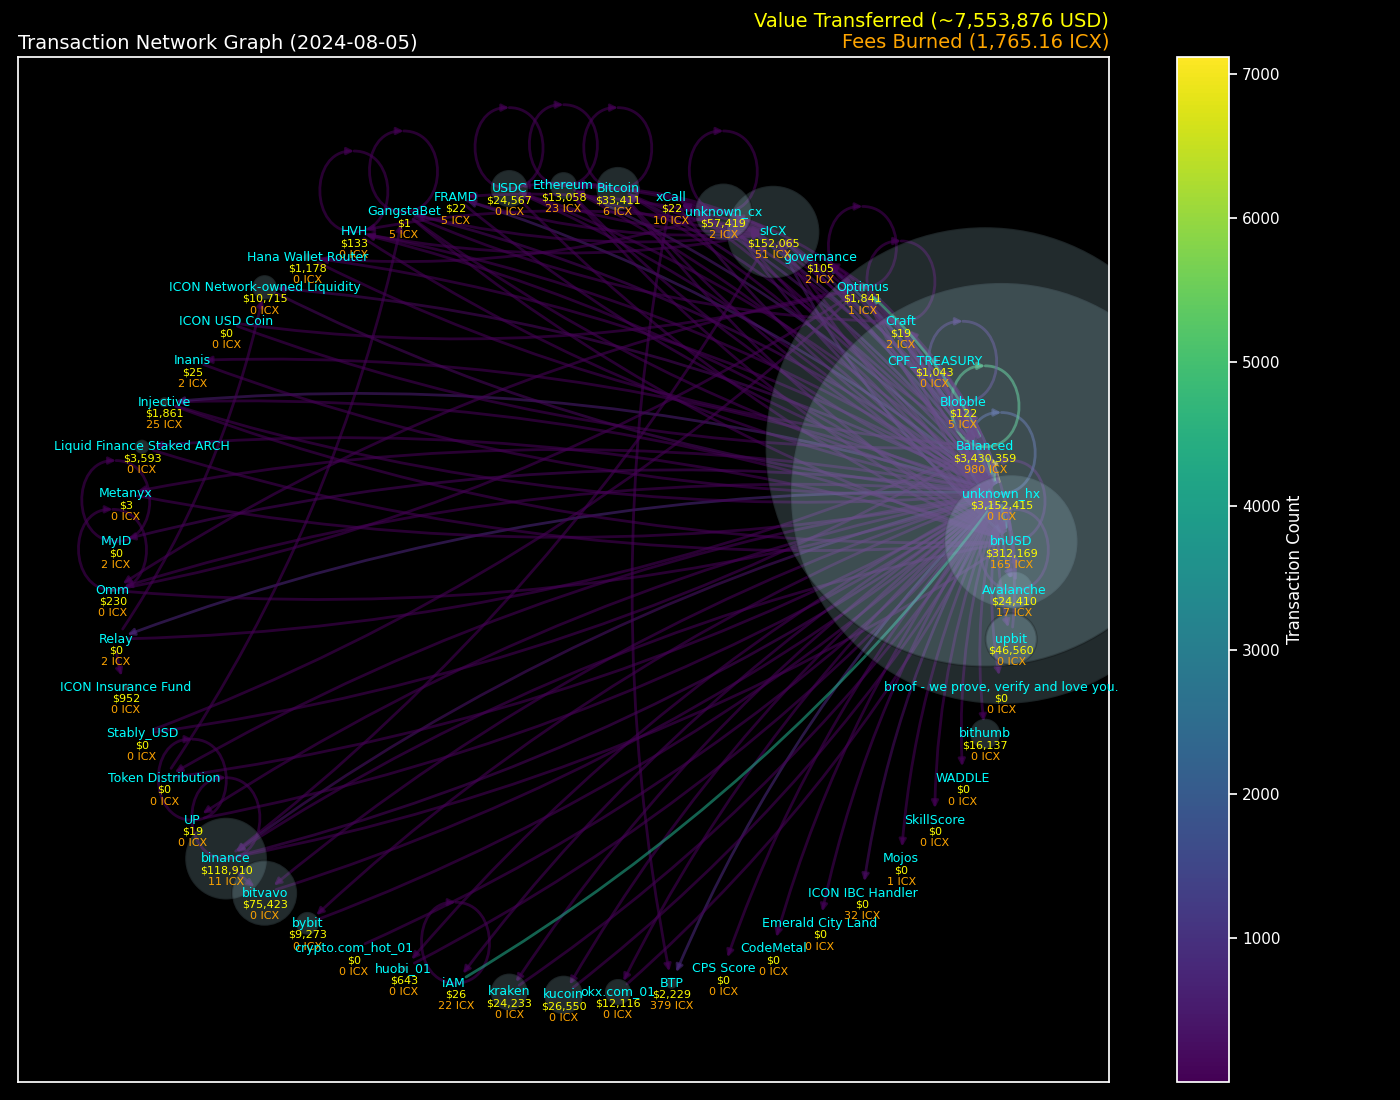 Value Transferred (~7,553,876 USD)
Transaction Network Graph (2024-08-05)
Fees Burned (1,765.16 ICX)
USDC
$24,567
0 ICX
Ethereum
$13,058
23 ICX
Bitcoin
$33,411
6 ICX
xCall
$22
10 ICX
FRAMD
$22
5 ICX
GangstaBet
$1
5 ICX
unknown_cx
$57,419
2 ICX
HVH
$133
0 ICX
sICX
$152,065
51 ICX
Hana Wallet Router
$1,178
0 ICX
governance
$105
2 ICX
ICON Network-owned Liquidity
$10,715
0 ICX
Optimus
$1,841
1 ICX
ICON USD Coin
$0
0 ICX
Craft
$19
2 ICX
Inanis
$25
2 ICX
CPF_TREASURY
$1,043
0 ICX
Injective
$1,861
25 ICX
Blobble
$122
5 ICX
Liquid Finance Staked ARCH
$3,593
0 ICX
Balanced
$3,430,359
980 ICX
Metanyx
$3
0 ICX
unknown_hx
$3,152,415
0 ICX
MyID
$0
2 ICX
bnUSD
$312,169
165 ICX
Omm
$230
0 ICX
Avalanche
$24,410
17 ICX
Relay
$0
2 ICX
upbit
$46,560
0 ICX
ICON Insurance Fund
$952
0 ICX
broof - we prove, verify and love you.
$0
0 ICX
Stably_USD
$0
0 ICX
bithumb
$16,137
0 ICX
Token Distribution
$0
0 ICX
WADDLE
$0
0 ICX
UP
$19
0 ICX
SkillScore
$0
0 ICX
binance
$118,910
11 ICX
Mojos
$0
1 ICX
bitvavo
$75,423
0 ICX
ICON IBC Handler
$0
32 ICX
bybit
$9,273
0 ICX
Emerald City Land
$0
0 ICX
crypto.com_hot_01
$0
0 ICX
CodeMetal
$0
0 ICX
huobi_01
$643
0 ICX
CPS Score
$0
0 ICX
iAM
$26
22 ICX
kraken
$24,233
0 ICX
kucoin
$26,550
0 ICX
okx.com_01
$12,116
0 ICX
BTP
$2,229
379 ICX
7000
6000
5000
4000
3000
2000
1000
Transaction Count